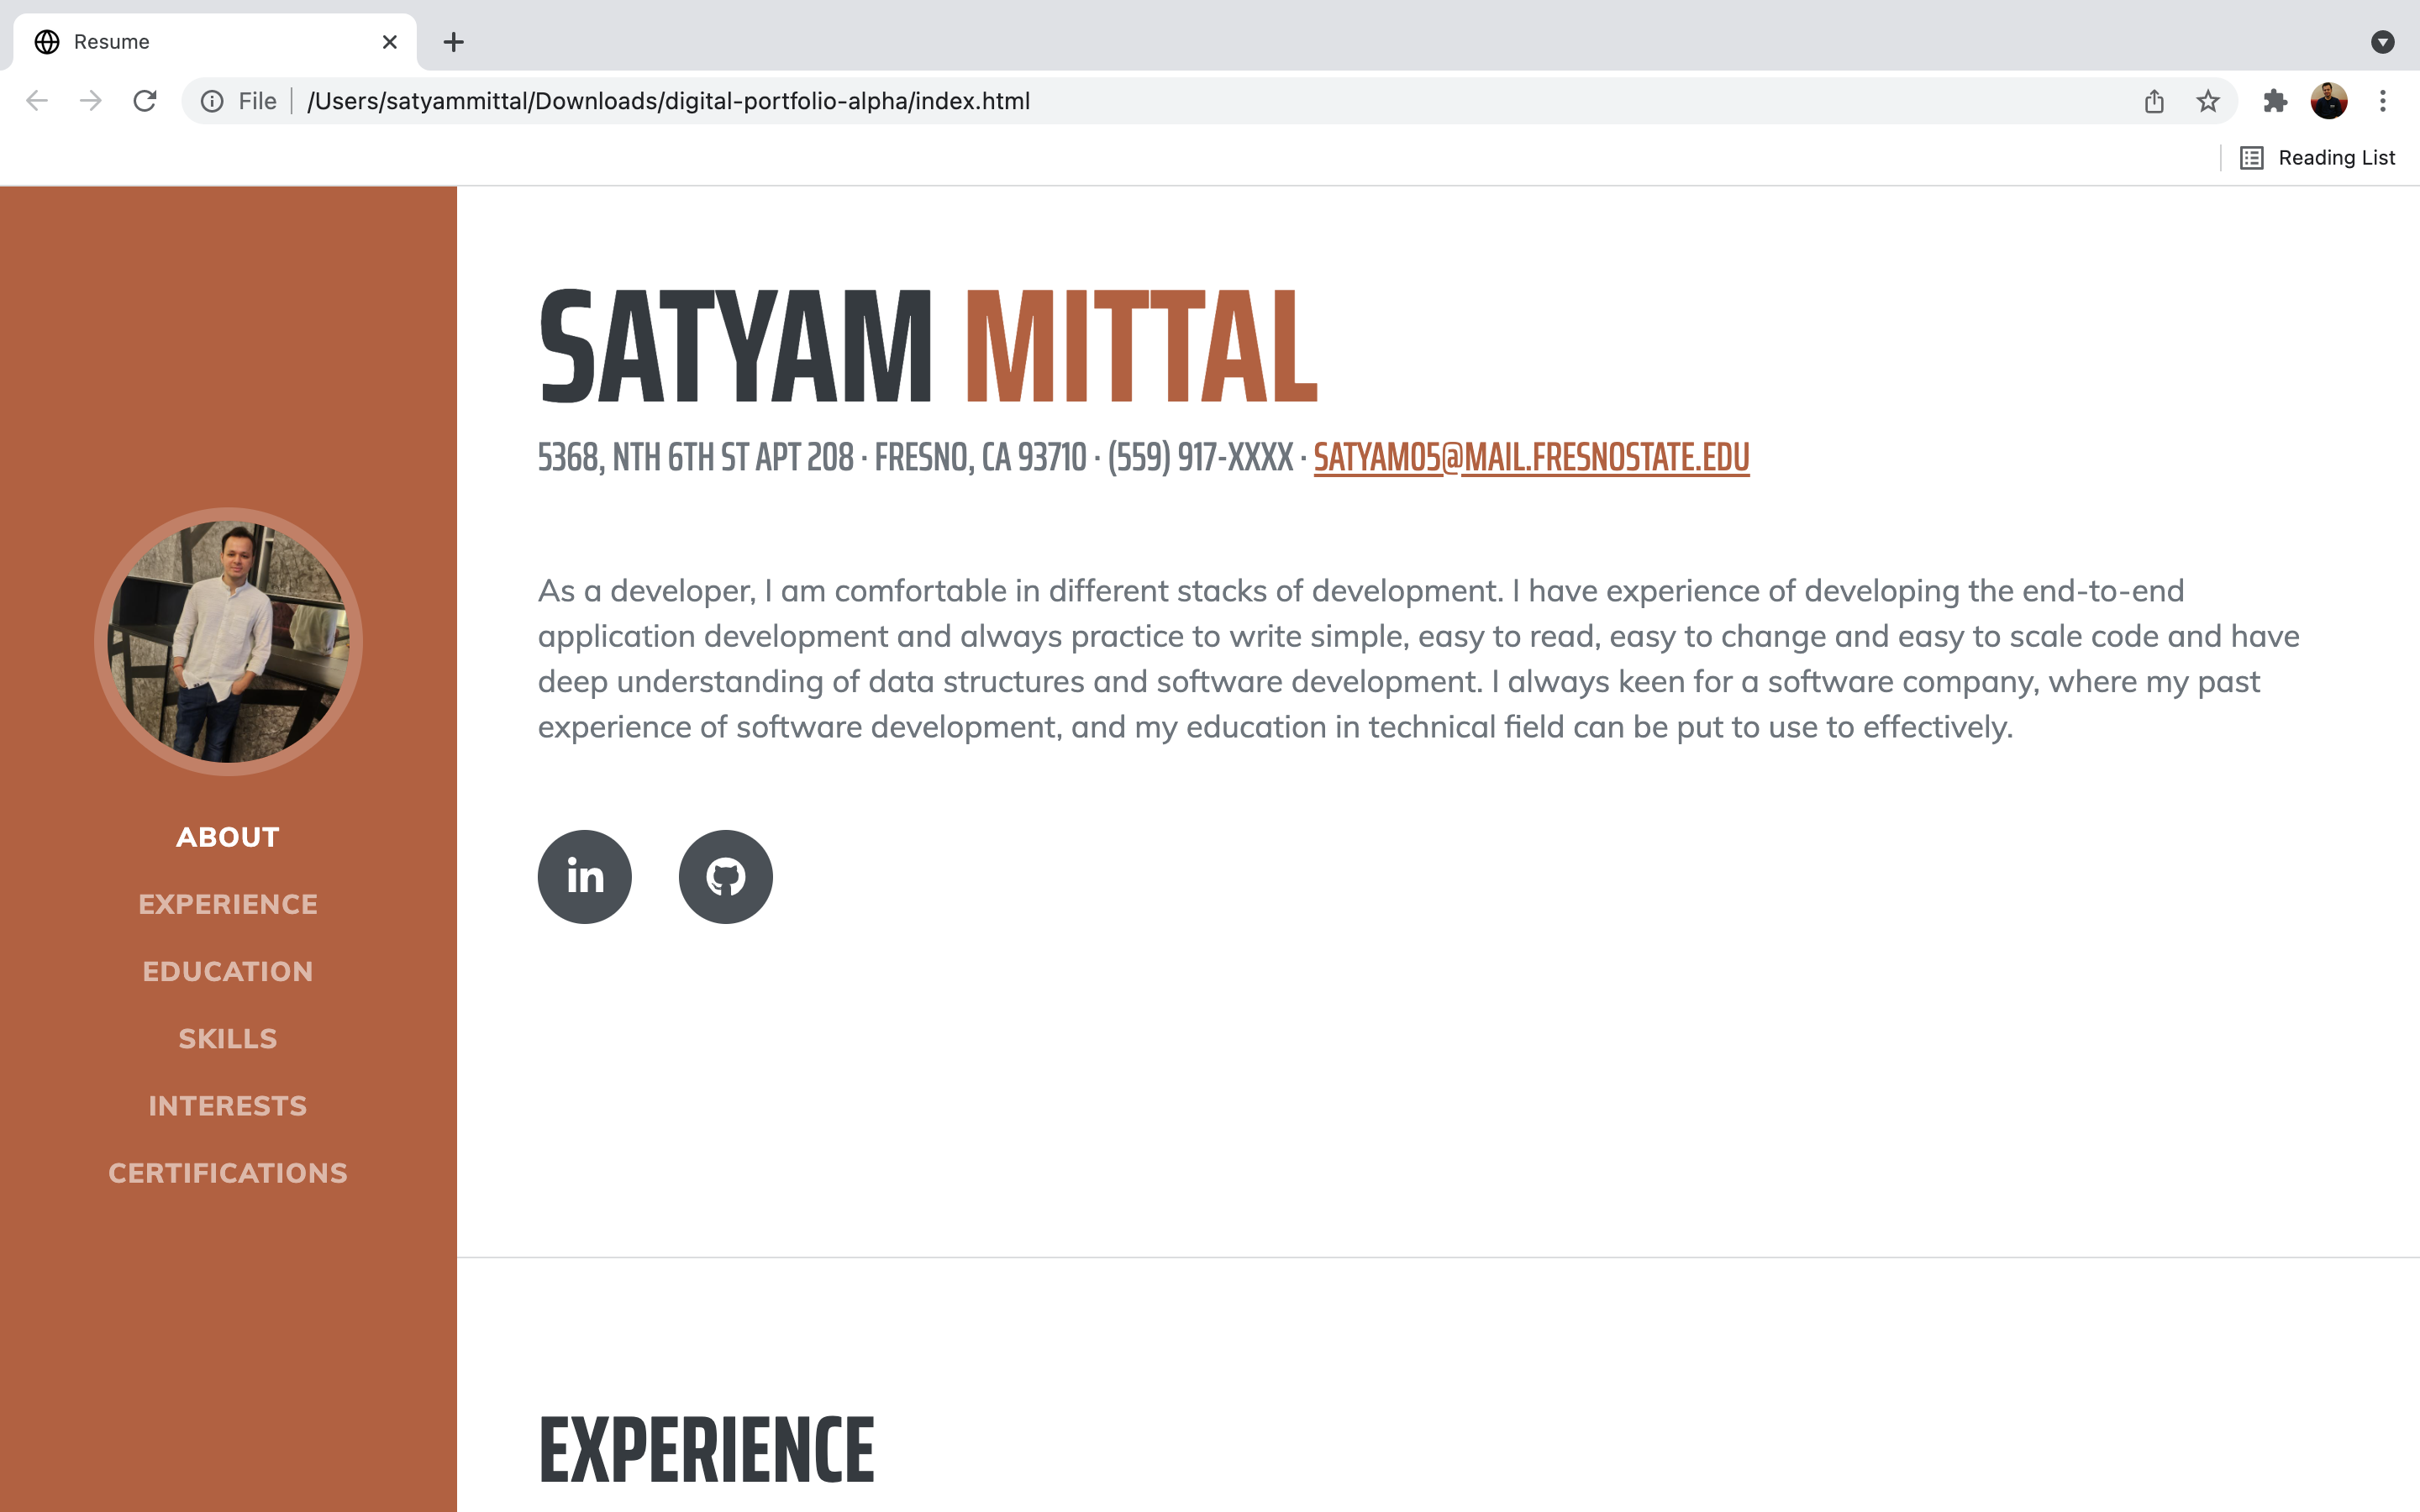 Resume
File /Users/satyammittal/Downloads/digital-portfolio-alpha/index.html
Reading List
SATYAM MITTAL
5368, NTH 6TH ST APT 208 · FRESNO, CA 93710 · (559) 917-XXXX · SATYAM05@MAIL.FRESNOSTATE.EDU
As a developer, I am comfortable in different stacks of development. I have experience of developing the end-to-end
application development and always practice to write simple, easy to read, easy to change and easy to scale code and have
deep understanding of data structures and software development. I always keen for a software company, where my past
experience of software development, and my education in technical field can be put to use to effectively.
in
ABOUT
EXPERIENCE
EDUCATION
SKILLS
INTERESTS
CERTIFICATIONS
EXPERIENCE